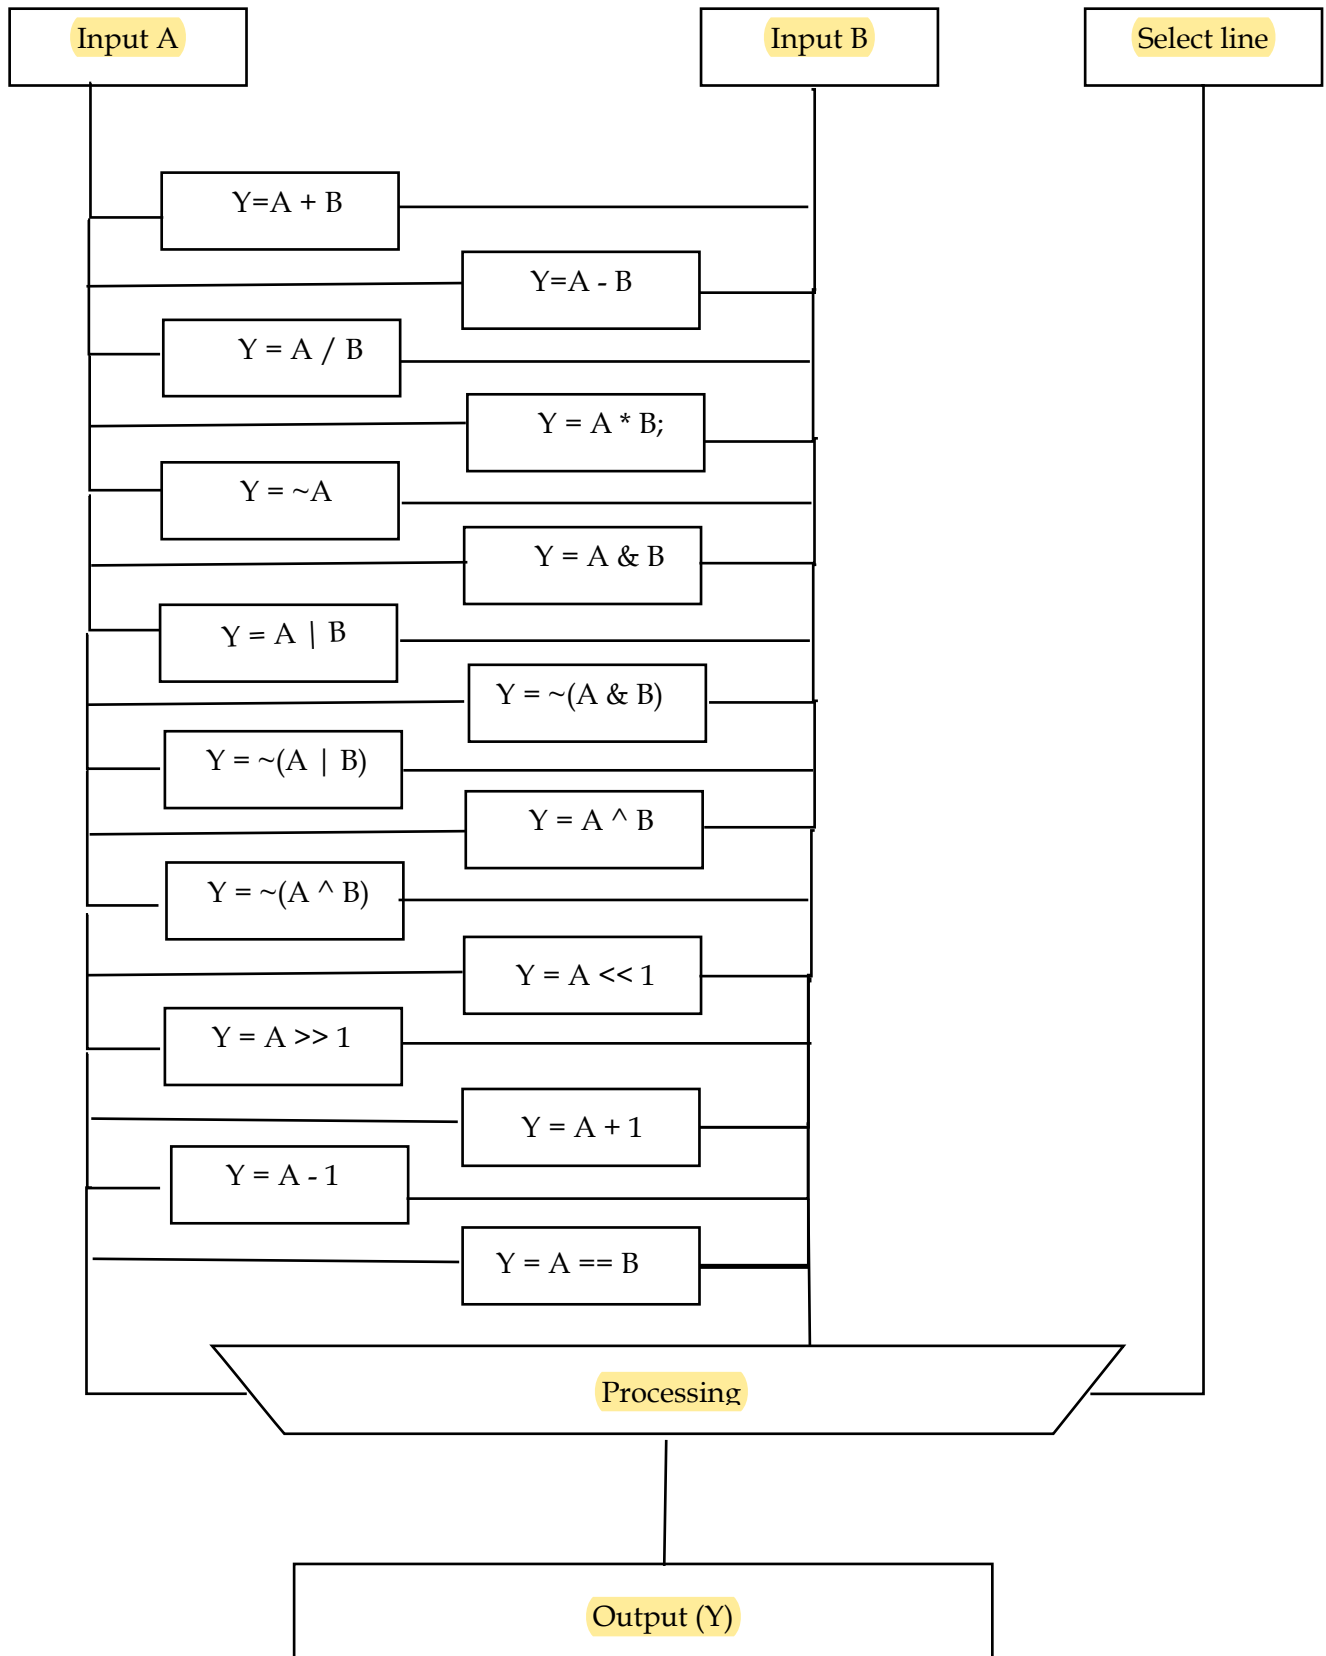 Input A
Input B
Select line
Y=A + B
Y=A - B
Y = A / B
Y = A * B;
Y = ~A
Y = A & B
Y = A | B
Y = ~(A & B)
Y = ~(A | B)
Y = A ^ B
Y = ~(A ^ B)
Y = A << 1
Y = A >> 1
Y = A + 1
Y = A - 1
Y = A == B
Processing
Output (Y)